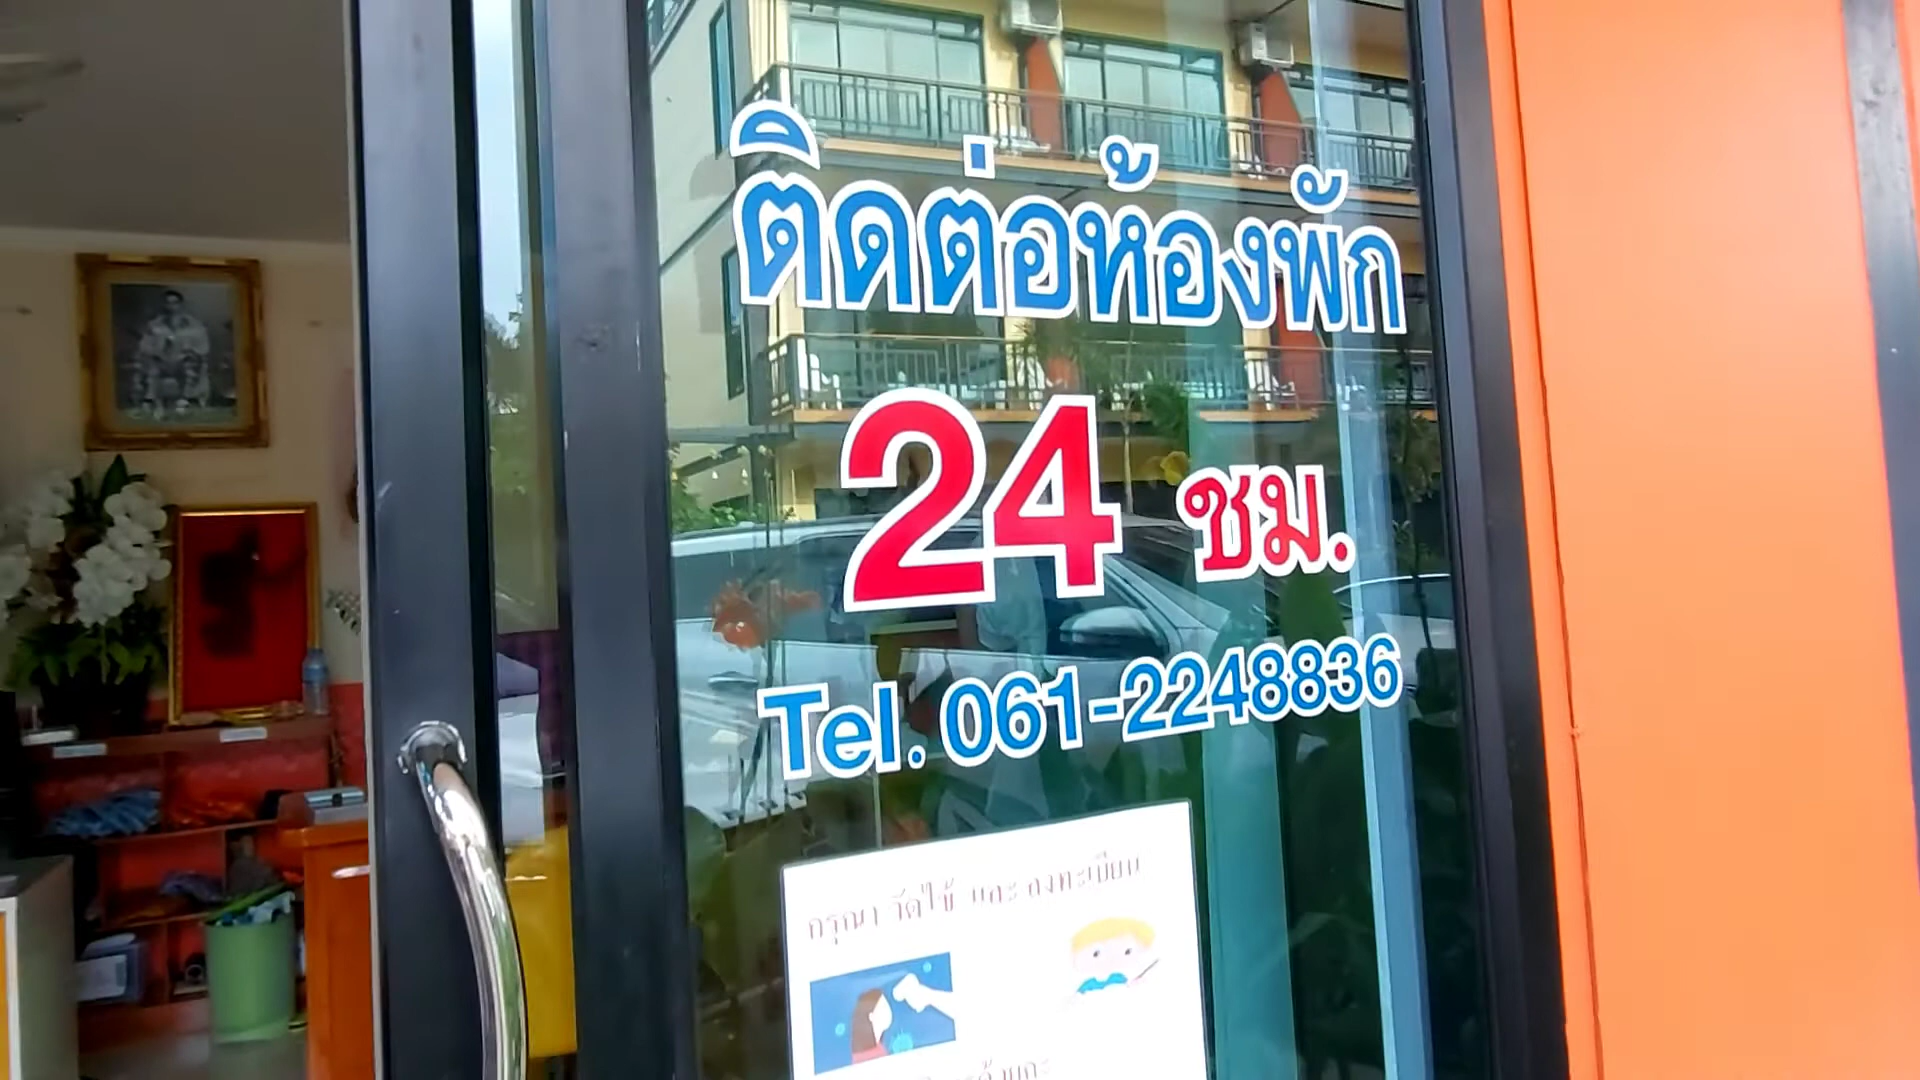 ติดต่อห้องพัก
24 ชม.
Tel. 061-2248836
กรุณา วัดไข้ และ ลงทะเบียน